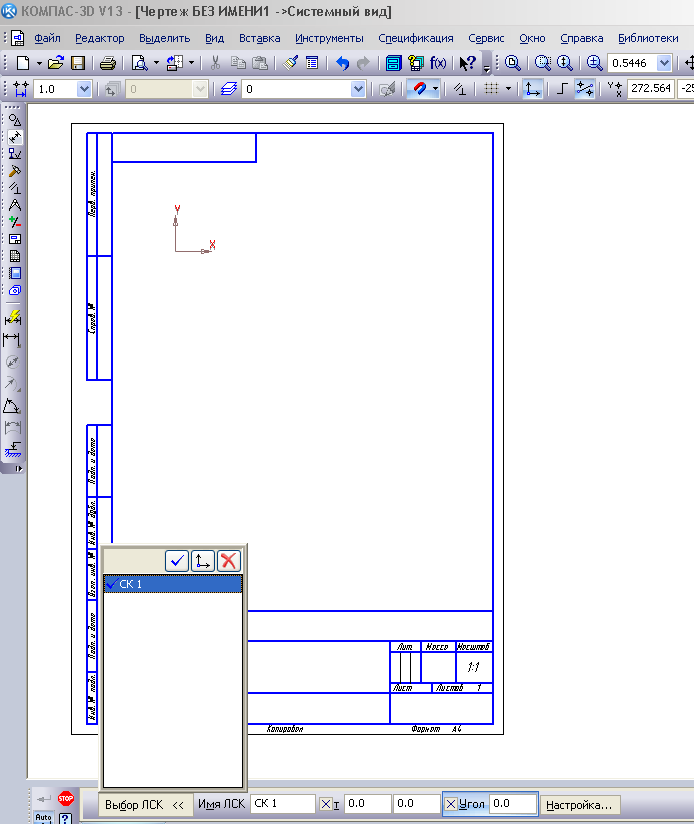 КОМПАС-3D V13 - [Чертеж БЕЗ ИМЕНИ1 ->Системный вид]
Файл Редактор Выделить Вид Вставка Инструменты Спецификация Сервис Окно Справка Библиотеки
f(x) 0.5446
1.0 0 0 272.564 -25
Перв. примен.
Y
X
Справ. №
Подп. и дата
Инв. № дубл.
Взам. инв. №
Подп. и дата
Инв. № подл.
СК 1
Лит. Масса Масштаб
1:1
Лист Листов 1
Копировал Формат A4
STOP
Выбор ЛСК << Имя ЛСК СК 1 т 0.0 0.0 Угол 0.0 Настройка...
Auto ?